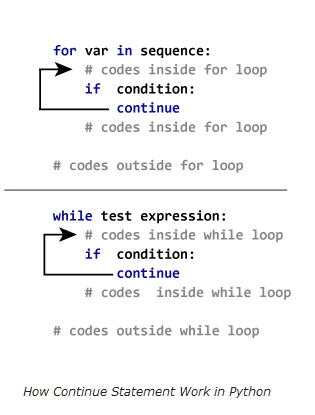 for var in sequence:
# codes inside for loop
if condition:
continue
# codes inside for loop
# codes outside for loop
while test expression:
# codes inside while loop
if condition:
continue
# codes inside while loop
# codes outside while loop
How Continue Statement Work in Python